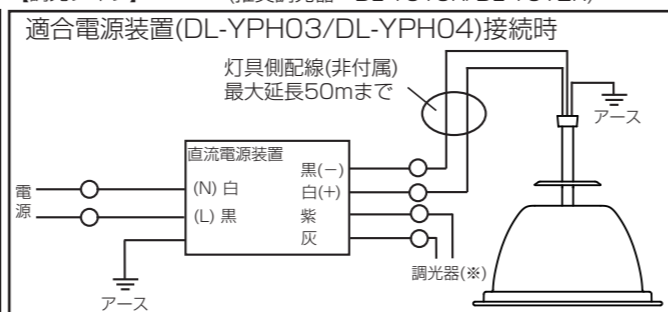 適合電源装置(DL-YPH03/DL-YPH04)接続時
灯具側配線(非付属)
最大延長50mまで
アース
直流電源装置
黒(−)
白(+)
紫
灰
(N) 白
(L) 黒
電源
アース
調光器(※)